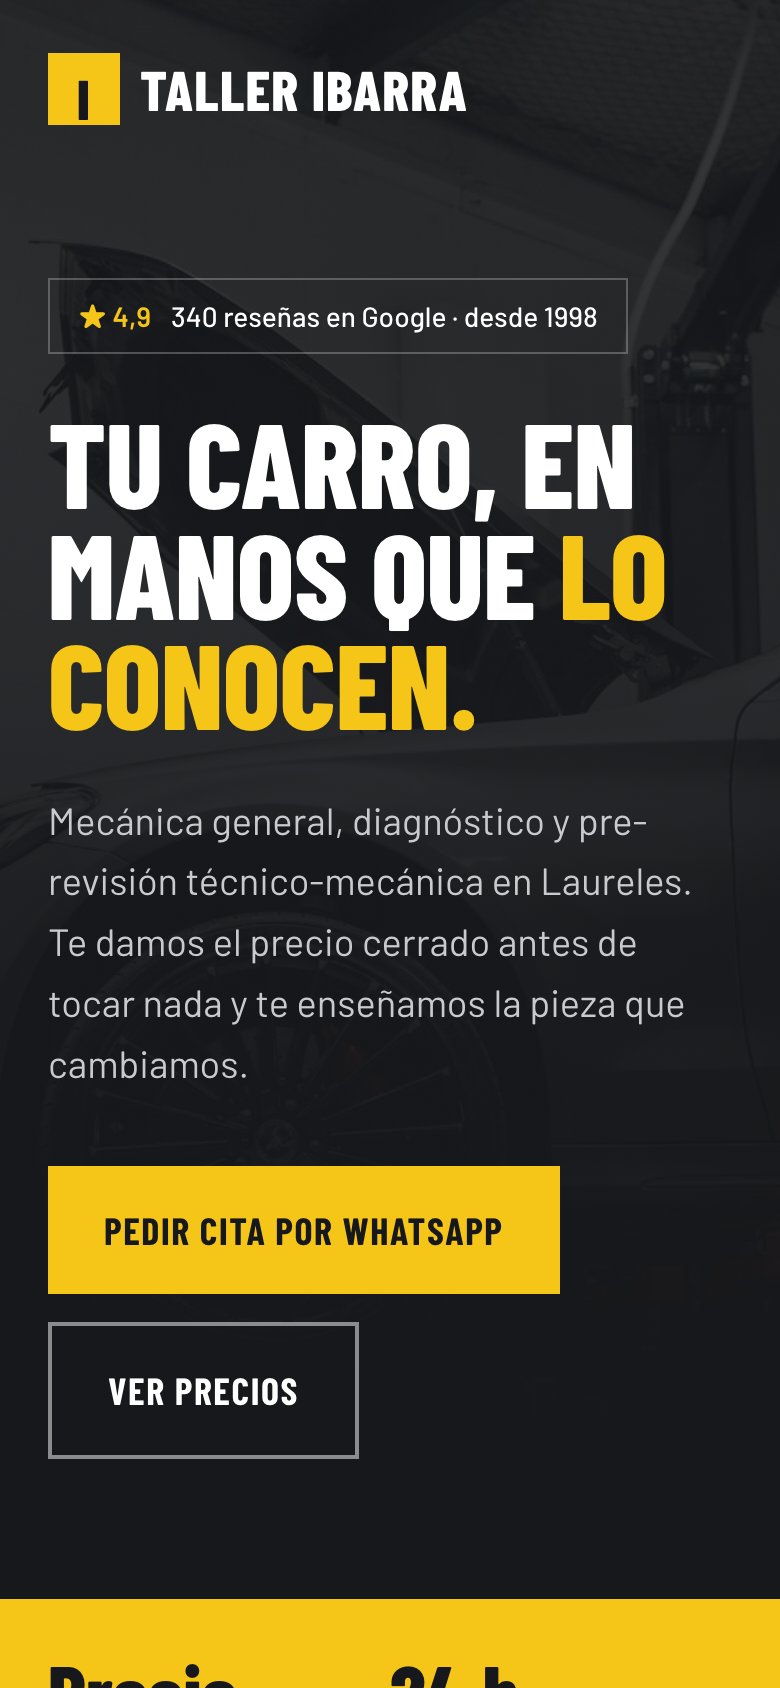 I TALLER IBARRA
★ 4,9 340 reseñas en Google · desde 1998
TU CARRO, EN
MANOS QUE LO
CONOCEN.
Mecánica general, diagnóstico y pre-
revisión técnico-mecánica en Laureles.
Te damos el precio cerrado antes de
tocar nada y te enseñamos la pieza que
cambiamos.
PEDIR CITA POR WHATSAPP
VER PRECIOS